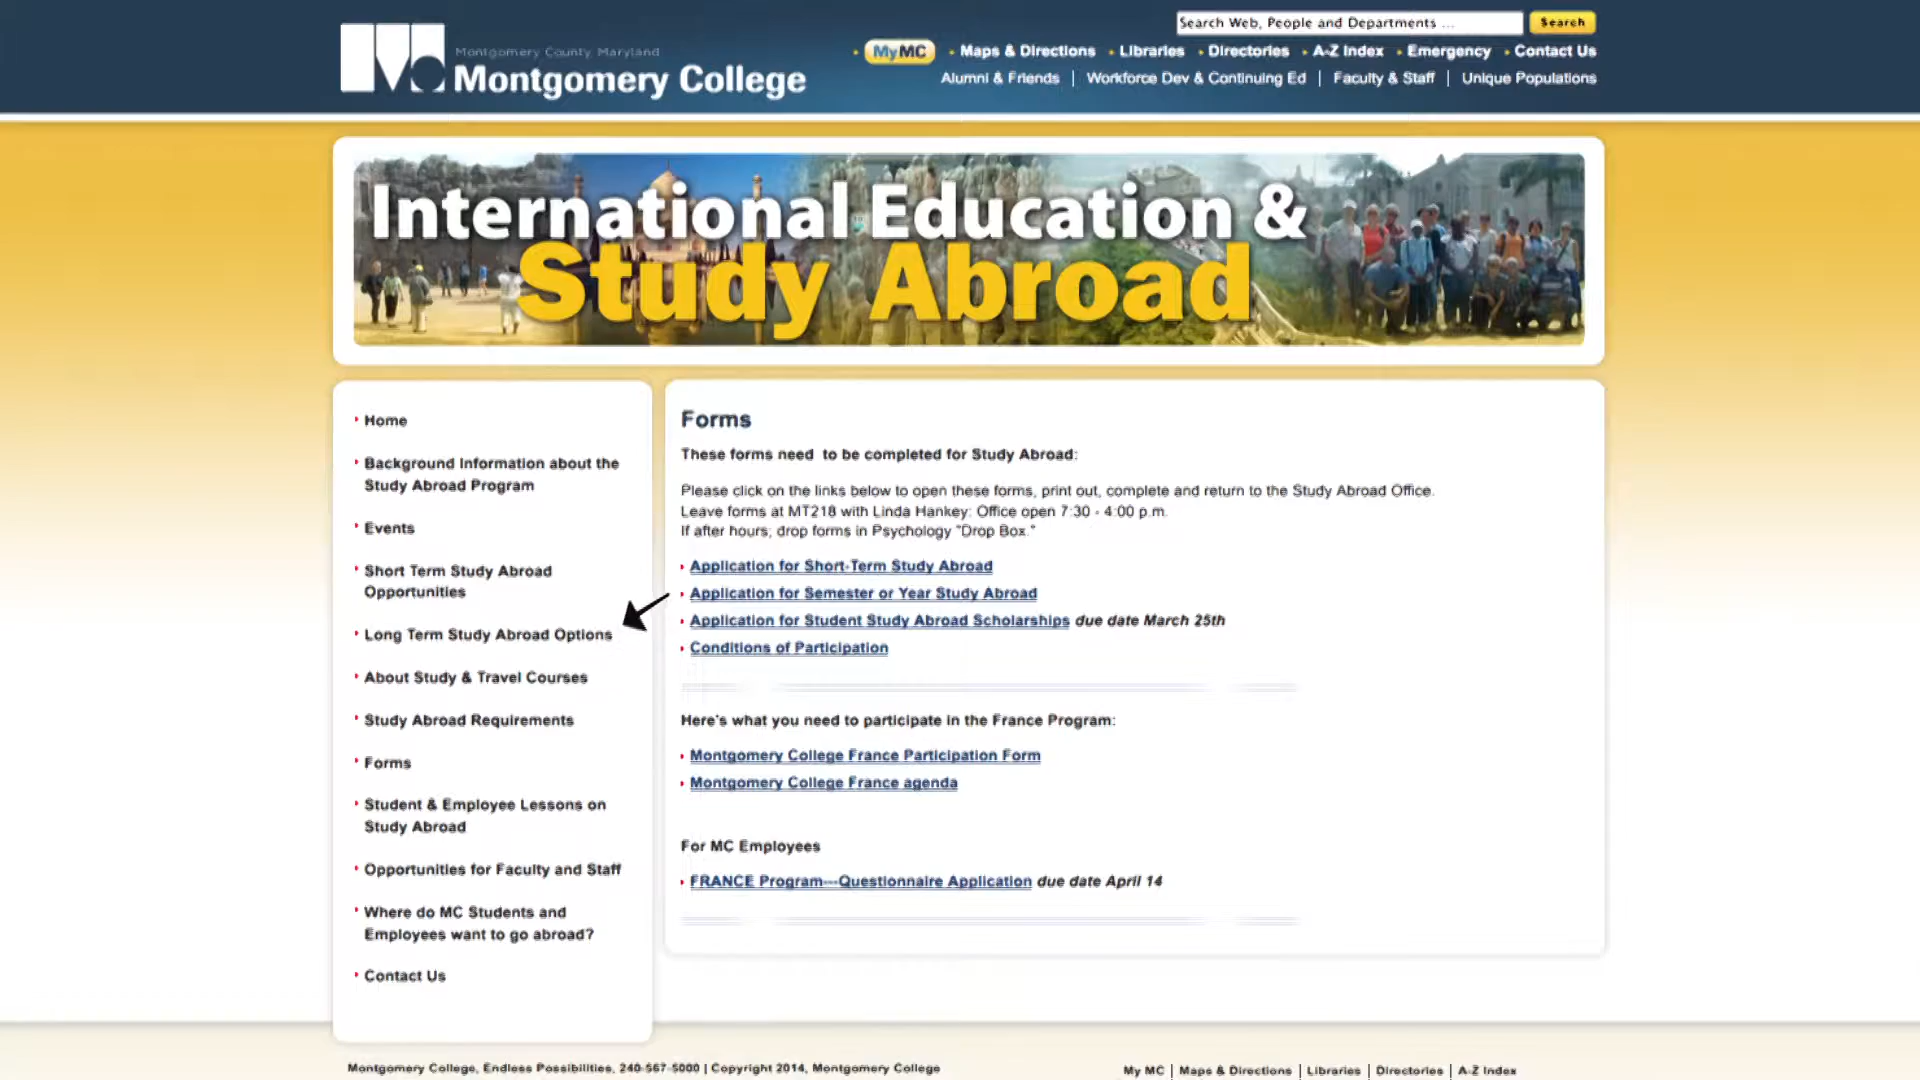 Search Web, People and Departments ...
Search
Montgomery County Maryland
Montgomery College
MyMC
Maps & Directions
Libraries
Directories
A-Z Index
Emergency
Contact Us
Alumni & Friends | Workforce Dev & Continuing Ed | Faculty & Staff | Unique Populations
International Education &
Study Abroad
Home
Background Information about the
Study Abroad Program
Events
Short Term Study Abroad
Opportunities
Long Term Study Abroad Options
About Study & Travel Courses
Study Abroad Requirements
Forms
Student & Employee Lessons on
Study Abroad
Opportunities for Faculty and Staff
Where do MC Students and
Employees want to go abroad?
Contact Us
Forms
These forms need to be completed for Study Abroad:
Please click on the links below to open these forms, print out, complete and return to the Study Abroad Office.
Leave forms at MT218 with Linda Hankey: Office open 7:30 - 4:00 p.m.
If after hours; drop forms in Psychology "Drop Box."
Application for Short-Term Study Abroad
Application for Semester or Year Study Abroad
Application for Student Study Abroad Scholarships due date March 25th
Conditions of Participation
Here's what you need to participate in the France Program:
Montgomery College France Participation Form
Montgomery College France agenda
For MC Employees
FRANCE Program---Questionnaire Application due date April 14
Montgomery College, Endless Possibilities, 240-567-5000 | Copyright 2014, Montgomery College
My MC | Maps & Directions | Libraries | Directories | A-Z Index